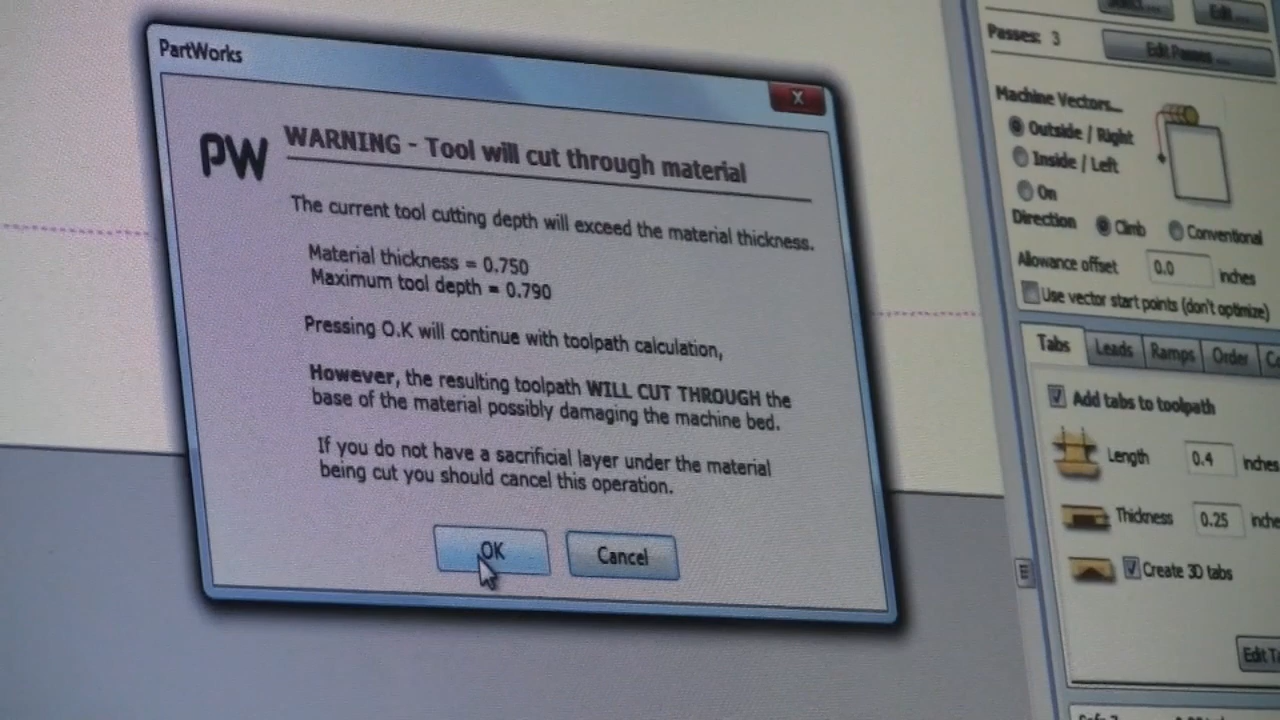 PartWorks
X
PW
WARNING - Tool will cut through material
The current tool cutting depth will exceed the material thickness.
Material thickness = 0.750
Maximum tool depth = 0.790
Pressing O.K will continue with toolpath calculation,
However, the resulting toolpath WILL CUT THROUGH the
base of the material possibly damaging the machine bed.
If you do not have a sacrificial layer under the material
being cut you should cancel this operation.
OK
Cancel
Select... Edit...
Passes: 3 Edit Passes ...
Machine Vectors...
Outside / Right
Inside / Left
On
Direction Climb Conventional
Allowance offset 0.0 inches
Use vector start points (don't optimize)
Tabs Leads Ramps Order
Add tabs to toolpath
Length 0.4 inches
Thickness 0.25 inche
Create 3D tabs
Edit Ta